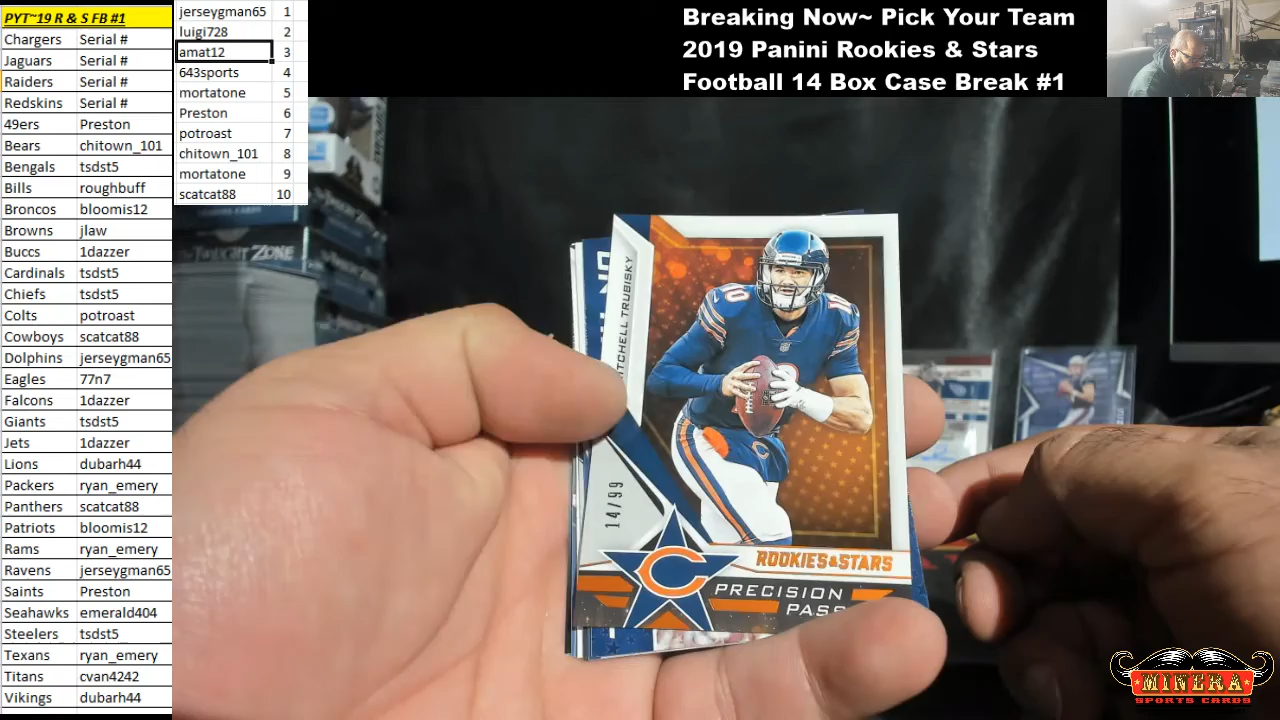 PYT~19 R & S FB #1
Chargers Serial #
Jaguars Serial #
Raiders Serial #
Redskins Serial #
49ers Preston
Bears chitown_101
Bengals tsdst5
Bills roughbuff
Broncos bloomis12
Browns jlaw
Buccs 1dazzer
Cardinals tsdst5
Chiefs tsdst5
Colts potroast
Cowboys scatcat88
Dolphins jerseygman65
Eagles 77n7
Falcons 1dazzer
Giants tsdst5
Jets 1dazzer
Lions dubarh44
Packers ryan_emery
Panthers scatcat88
Patriots bloomis12
Rams ryan_emery
Ravens jerseygman65
Saints Preston
Seahawks emerald404
Steelers tsdst5
Texans ryan_emery
Titans cvan4242
Vikings dubarh44
jerseygman65 1
luigi728 2
amat12 3
643sports 4
mortatone 5
Preston 6
potroast 7
chitown_101 8
mortatone 9
scatcat88 10
Breaking Now~ Pick Your Team
2019 Panini Rookies & Stars
Football 14 Box Case Break #1
TRUBISKY
10
10
14/99
ROOKIES & STARS
PRECISION
PASS
MINERA
SPORTS CARDS